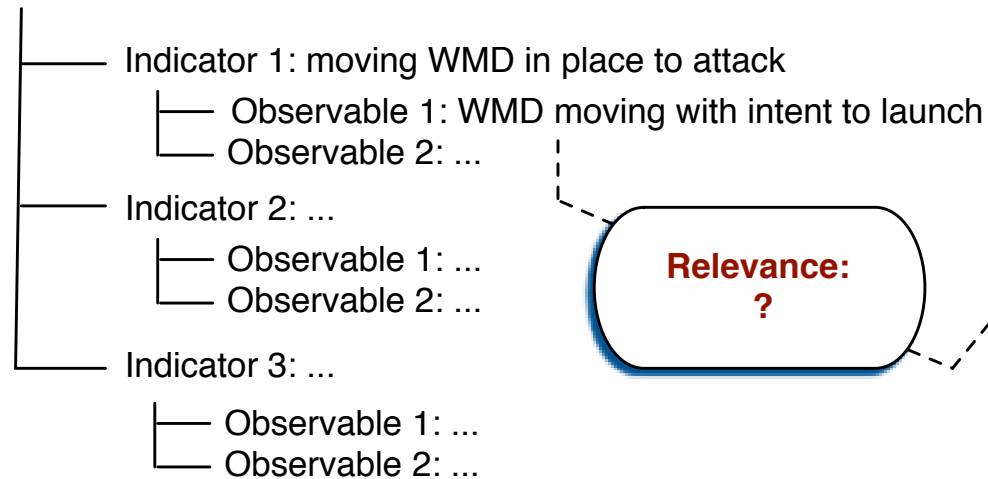 Indicator 1: moving WMD in place to attack
Observable 1: WMD moving with intent to launch
Observable 2: ...
Indicator 2: ...
Observable 1: ...
Observable 2: ...
Relevance:
?
Indicator 3: ...
Observable 1: ...
Observable 2: ...